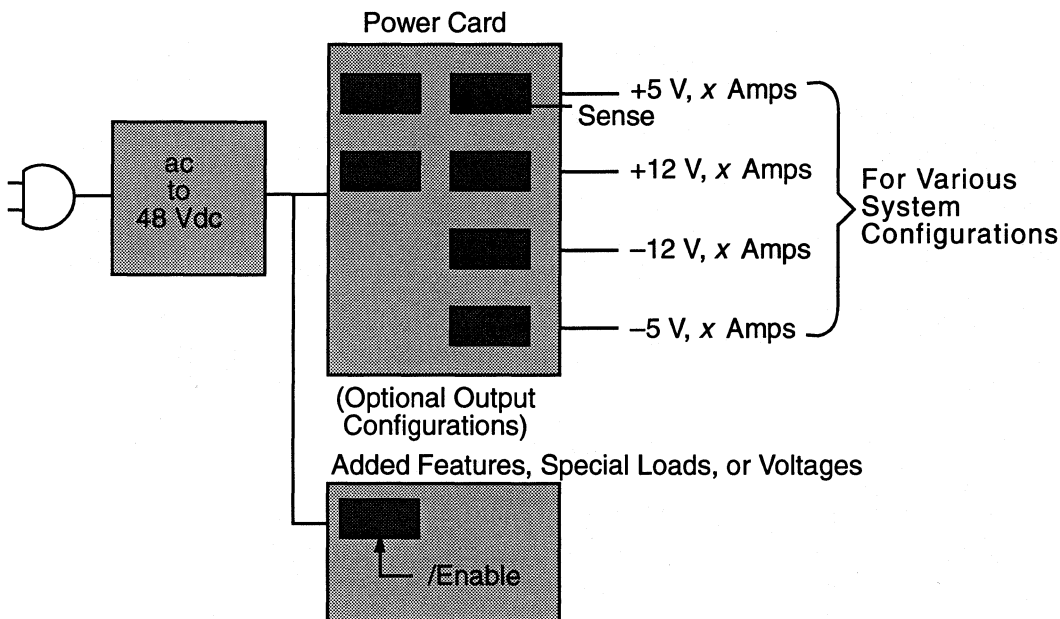 Power Card
ac
to
48 Vdc
+5 V, x Amps
Sense
+12 V, x Amps
–12 V, x Amps
–5 V, x Amps
For Various
System
Configurations
(Optional Output
Configurations)
Added Features, Special Loads, or Voltages
/Enable